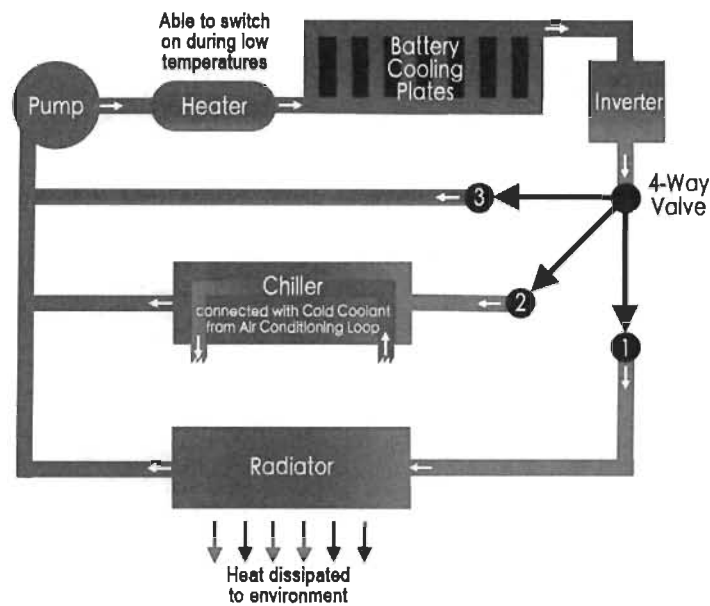 Able to switch
on during low
temperatures
Battery
Cooling
Plates
Pump
Heater
Inverter
4-Way
Valve
3
Chiller
connected with Cold Coolant
from Air Conditioning Loop
2
1
Radiator
Heat dissipated
to environment